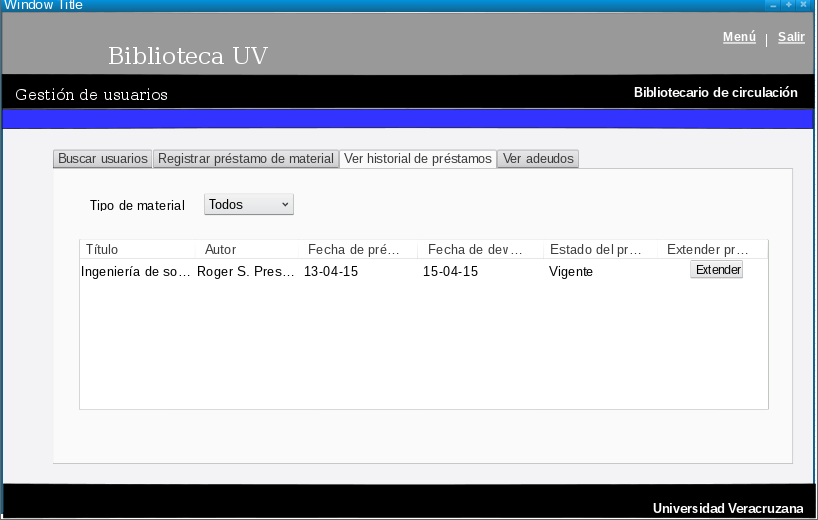 Window Title
Menú | Salir
Biblioteca UV
Gestión de usuarios
Bibliotecario de circulación
Buscar usuarios Registrar préstamo de material Ver historial de préstamos Ver adeudos
Tipo de material Todos
Título Autor Fecha de pré... Fecha de dev... Estado del pr... Extender pr...
Ingeniería de so... Roger S. Pres... 13-04-15 15-04-15 Vigente Extender
Universidad Veracruzana